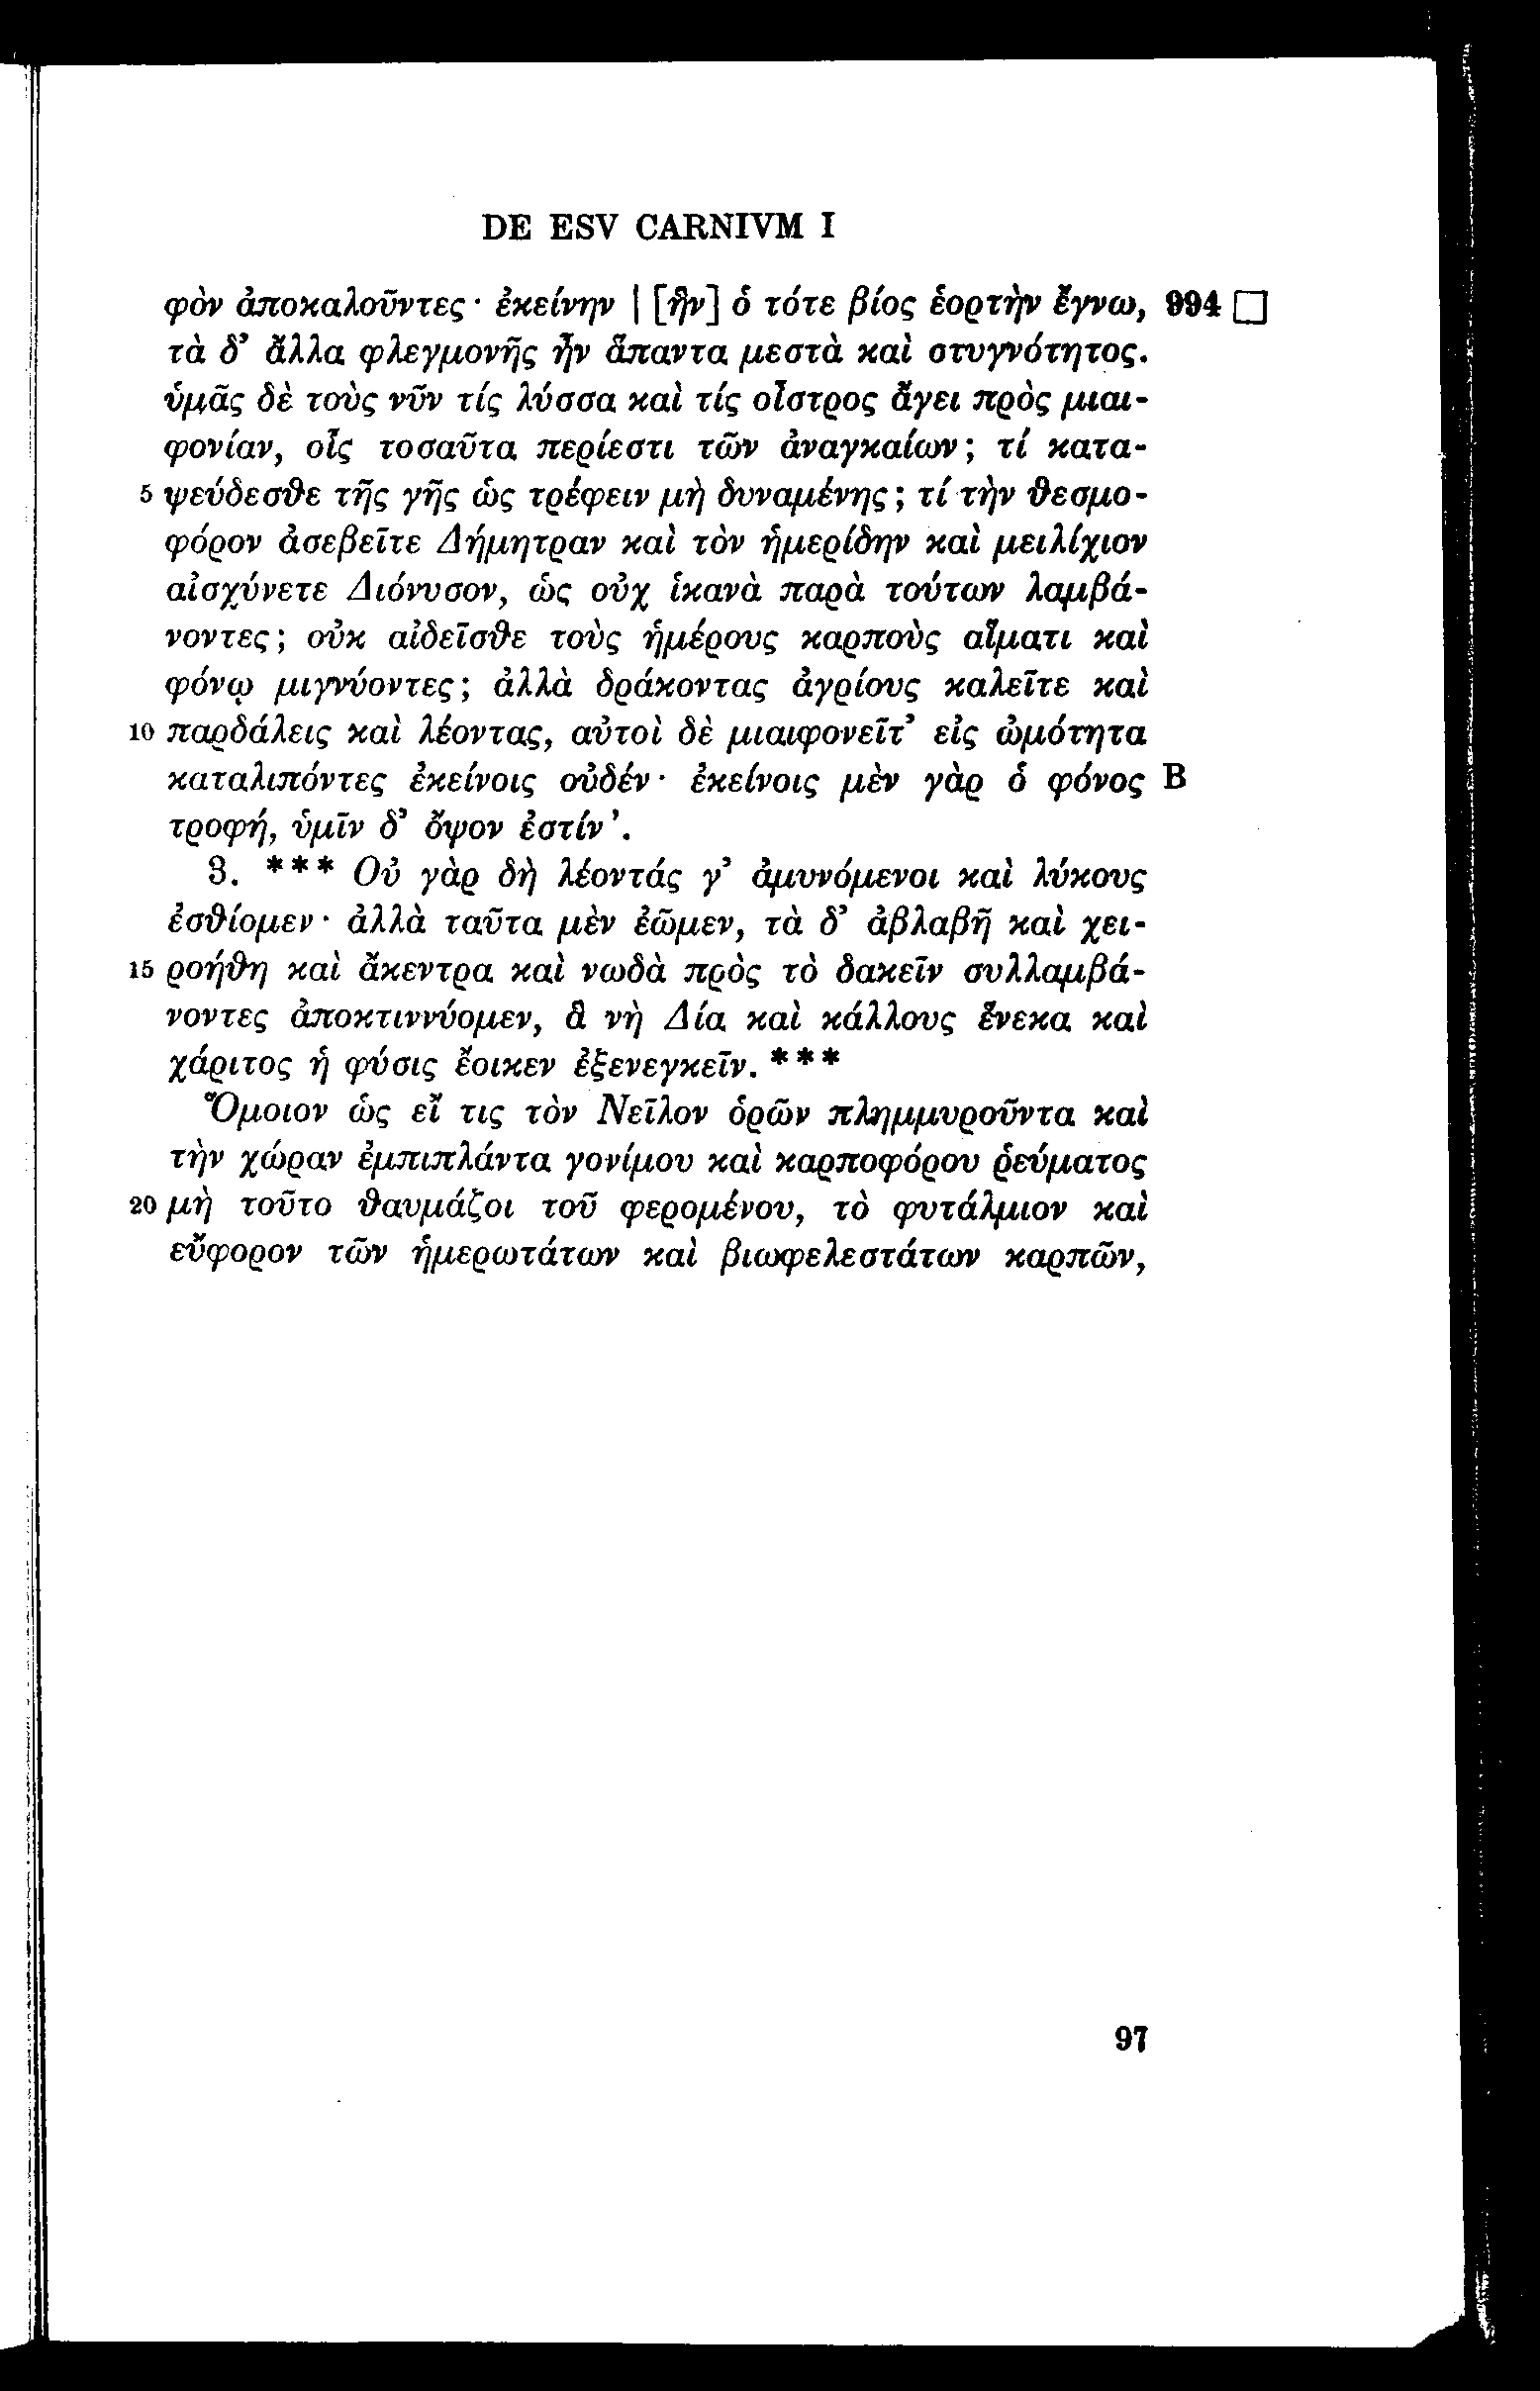 DE ESV CARNIVM I
φὸν ἀποκαλοῦντες· ἐκείνην | [ἣν] ὁ τότε βίος ἑορτὴν ἔγνω, 994 □
τὰ δ’ ἄλλα φλεγμονῆς ἦν ἅπαντα μεστὰ καὶ στυγνότητος.
ὑμᾶς δὲ τοὺς νῦν τίς λύσσα καὶ τίς οἶστρος ἄγει πρὸς μιαι-
φονίαν, οἷς τοσαῦτα περίεστι τῶν ἀναγκαίων; τί κατα-
5 ψεύδεσθε τῆς γῆς ὡς τρέφειν μὴ δυναμένης; τί τὴν θεσμο-
φόρον ἀσεβεῖτε Δήμητραν καὶ τὸν ἡμερίδην καὶ μειλίχιον
αἰσχύνετε Διόνυσον, ὡς οὐχ ἱκανὰ παρὰ τούτων λαμβά-
νοντες; οὐκ αἰδεῖσθε τοὺς ἡμέρους καρποὺς αἵματι καὶ
φόνῳ μιγνύοντες; ἀλλὰ δράκοντας ἀγρίους καλεῖτε καὶ
10 παρδάλεις καὶ λέοντας, αὐτοὶ δὲ μιαιφονεῖτ’ εἰς ὠμότητα
καταλιπόντες ἐκείνοις οὐδέν· ἐκείνοις μὲν γὰρ ὁ φόνος B
τροφή, ὑμῖν δ’ ὄψον ἐστίν’.
3. *** Οὐ γὰρ δὴ λέοντάς γ’ ἀμυνόμενοι καὶ λύκους
ἐσθίομεν· ἀλλὰ ταῦτα μὲν ἐῶμεν, τὰ δ’ ἀβλαβῆ καὶ χει-
15 ροήθη καὶ ἄκεντρα καὶ νωδὰ πρὸς τὸ δακεῖν συλλαμβά-
νοντες ἀποκτιννύομεν, ἃ νὴ Δία καὶ κάλλους ἕνεκα καὶ
χάριτος ἡ φύσις ἔοικεν ἐξενεγκεῖν. ***
Ὅμοιον ὡς εἴ τις τὸν Νεῖλον ὁρῶν πλημμυροῦντα καὶ
τὴν χώραν ἐμπιπλάντα γονίμου καὶ καρποφόρου ῥεύματος
20 μὴ τοῦτο θαυμάζοι τοῦ φερομένου, τὸ φυτάλμιον καὶ
εὔφορον τῶν ἡμερωτάτων καὶ βιωφελεστάτων καρπῶν,
97